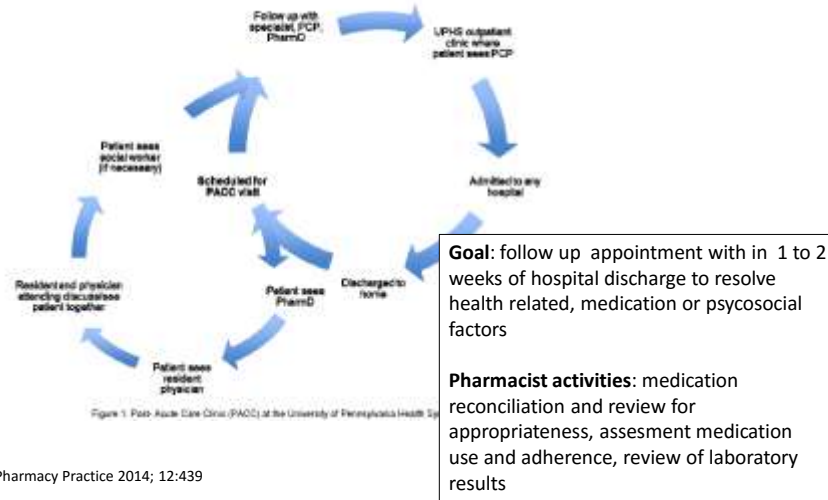 Follow up with
specialist, PCP,
PharmD
UPHS outpatient
clinic where
patient sees PCP
Patient sees
social worker
(if necessary)
Scheduled for
PACC visit
Admitted to any
hospital
Resident and physician
attending discuss/see
patient together
Patient sees
PharmD
Discharged to
home
Patient sees
resident
physician
Figure 1. Post- Acute Care Clinic (PACC) at the University of Pennsylvania Health
Goal: follow up appointment with in 1 to 2
weeks of hospital discharge to resolve
health related, medication or psycosocial
factors
Pharmacist activities: medication
reconciliation and review for
appropriateness, assesment medication
use and adherence, review of laboratory
results
Pharmacy Practice 2014; 12:439